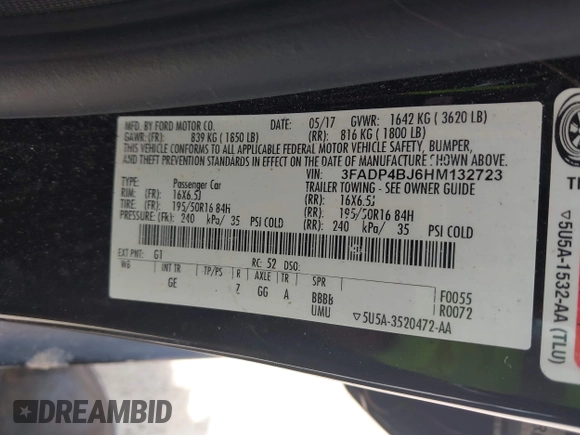 MFD. BY FORD MOTOR CO.
DATE: 05/17 GVWR: 1642 KG ( 3620 LB)
GAWR:(FR): 839 KG ( 1850 LB) (RR): 816 KG ( 1800 LB)
THIS VEHICLE CONFORMS TO ALL APPLICABLE FEDERAL MOTOR VEHICLE SAFETY, BUMPER,
AND THEFT PREVENTION STANDARDS IN EFFECT ON THE DATE OF MANUFACTURE SHOWN ABOVE.
VIN: 3FADP4BJ6HM132723
TYPE: Passenger Car TRAILER TOWING - SEE OWNER GUIDE
RIM: (FR): 16X6.5J (RR): 16X6.5J
TIRE: (FR): 195/50R16 84H (RR): 195/50R16 84H
PRESSURE: (FR): 240 kPa/ 35 PSI COLD (RR): 240 kPa/ 35 PSI COLD
EXT PNT: G1 RC: 52 DSO:
WB INT TR TP/PS R AXLE TR SPR
GE 7 GG A BBBB F0055
UMU R0072
▽5U5A-3520472-AA
▽5U5A-1532-AA (TLU)
DREAMBID